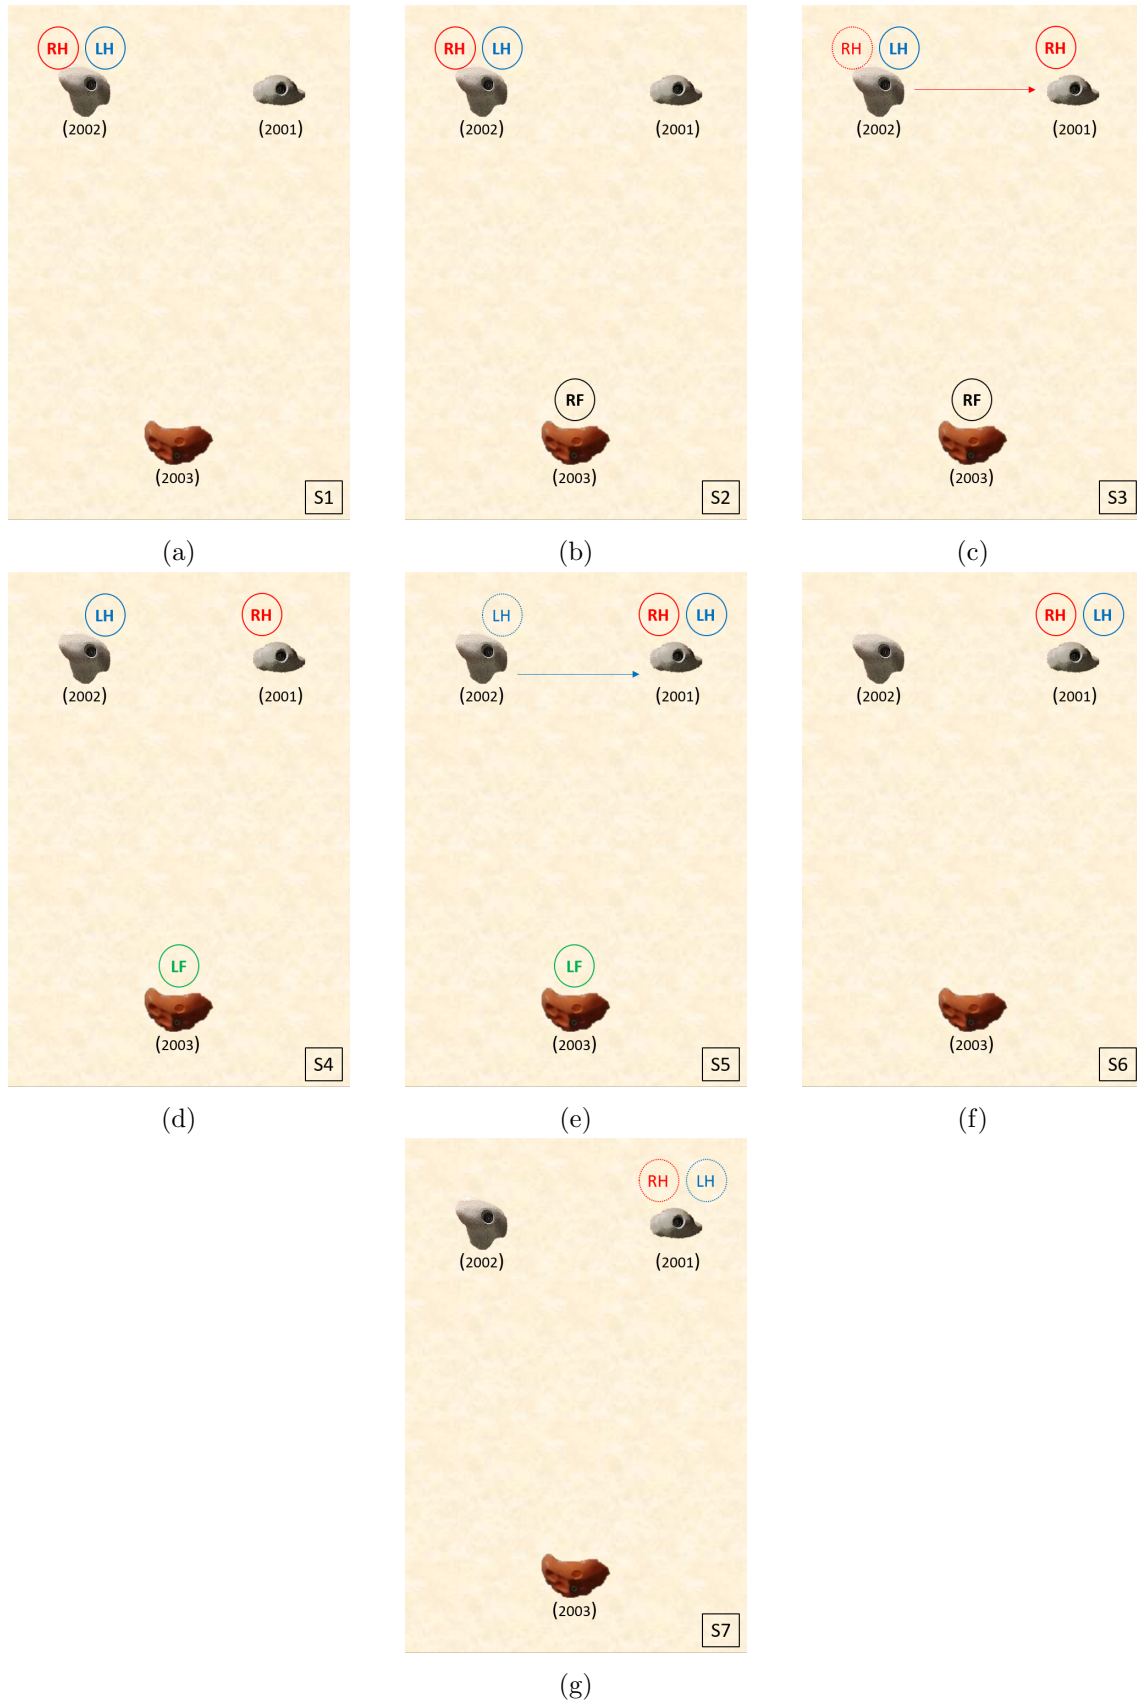 RH LH
(2002) (2001)
(2003)
S1
(a)
RH LH
(2002) (2001)
RF
(2003)
S2
(b)
RH LH RH
(2002) (2001)
RF
(2003)
S3
(c)
LH RH
(2002) (2001)
LF
(2003)
S4
(d)
LH RH LH
(2002) (2001)
LF
(2003)
S5
(e)
RH LH
(2002) (2001)
(2003)
S6
(f)
RH LH
(2002) (2001)
(2003)
S7
(g)